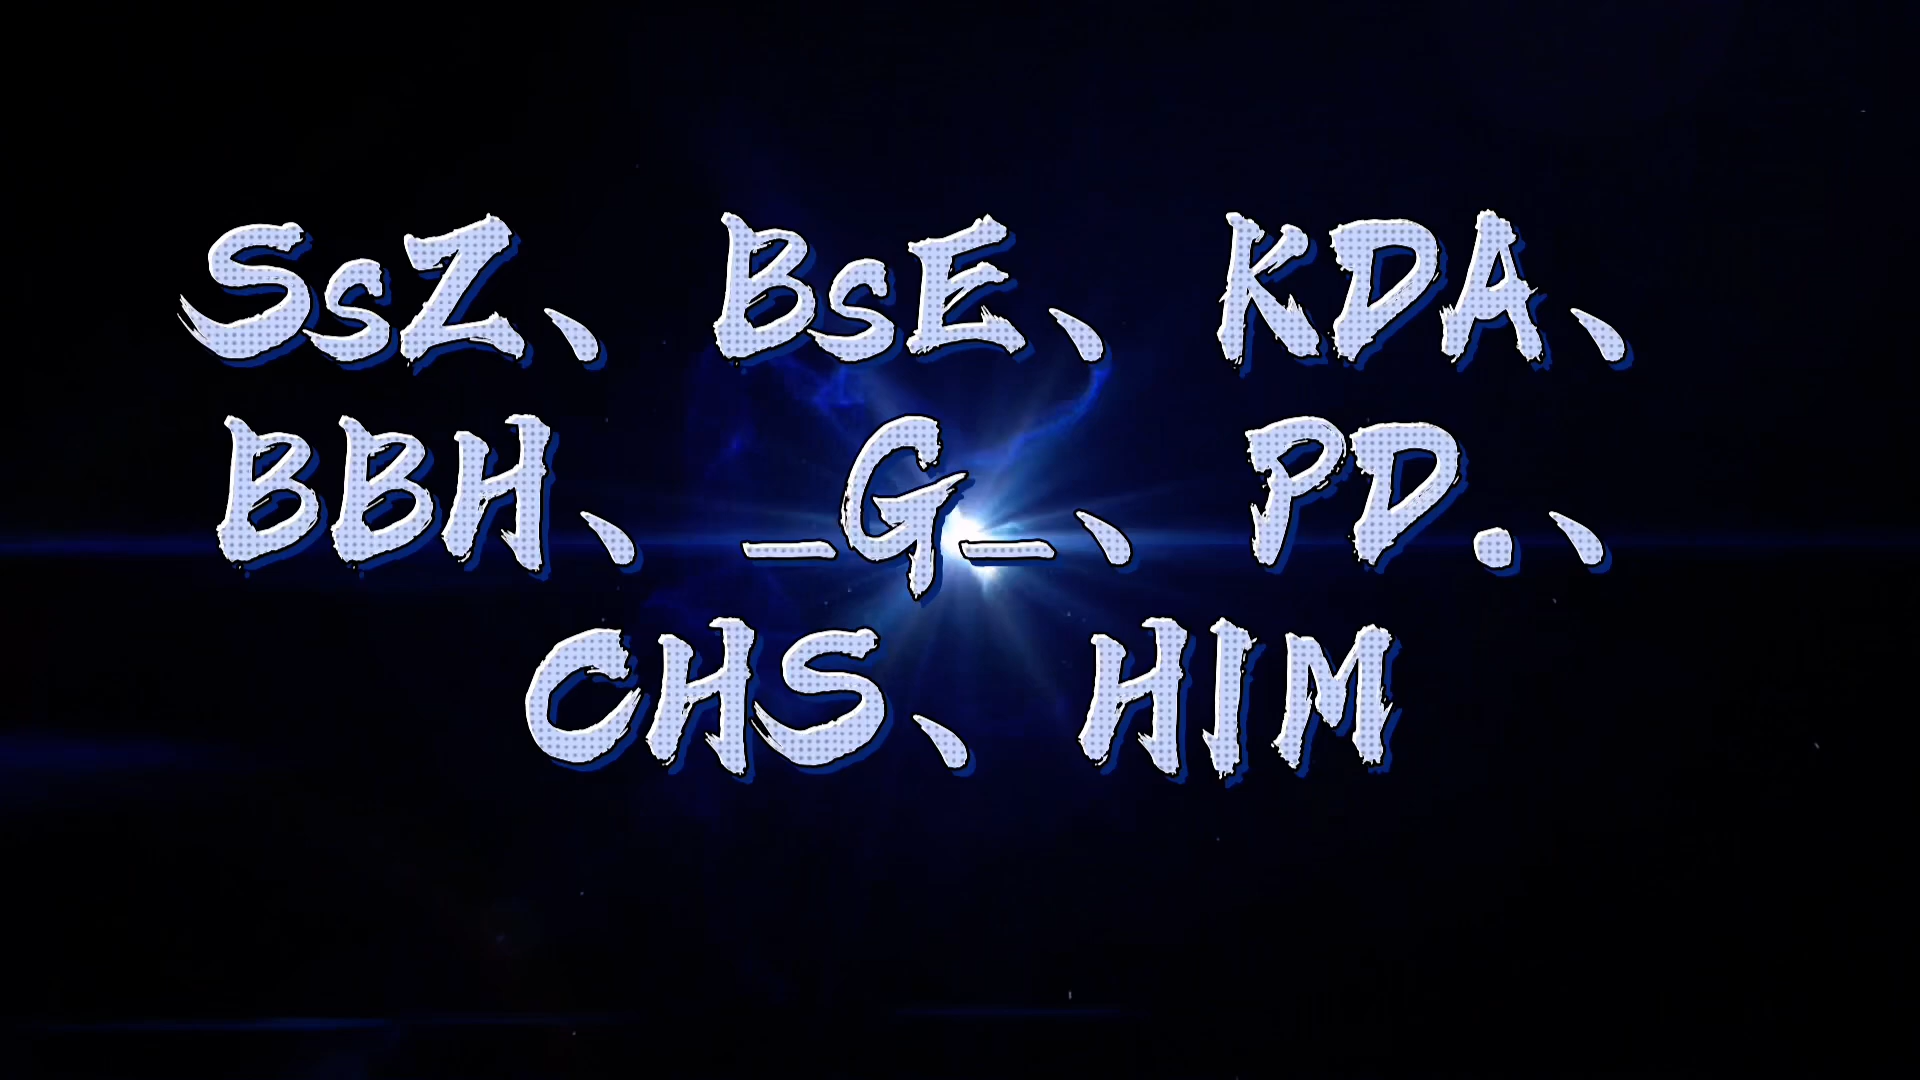 SsZ、 BsE、 KDA、
BBH、 _G_、 PD.、
CHS、 HIM